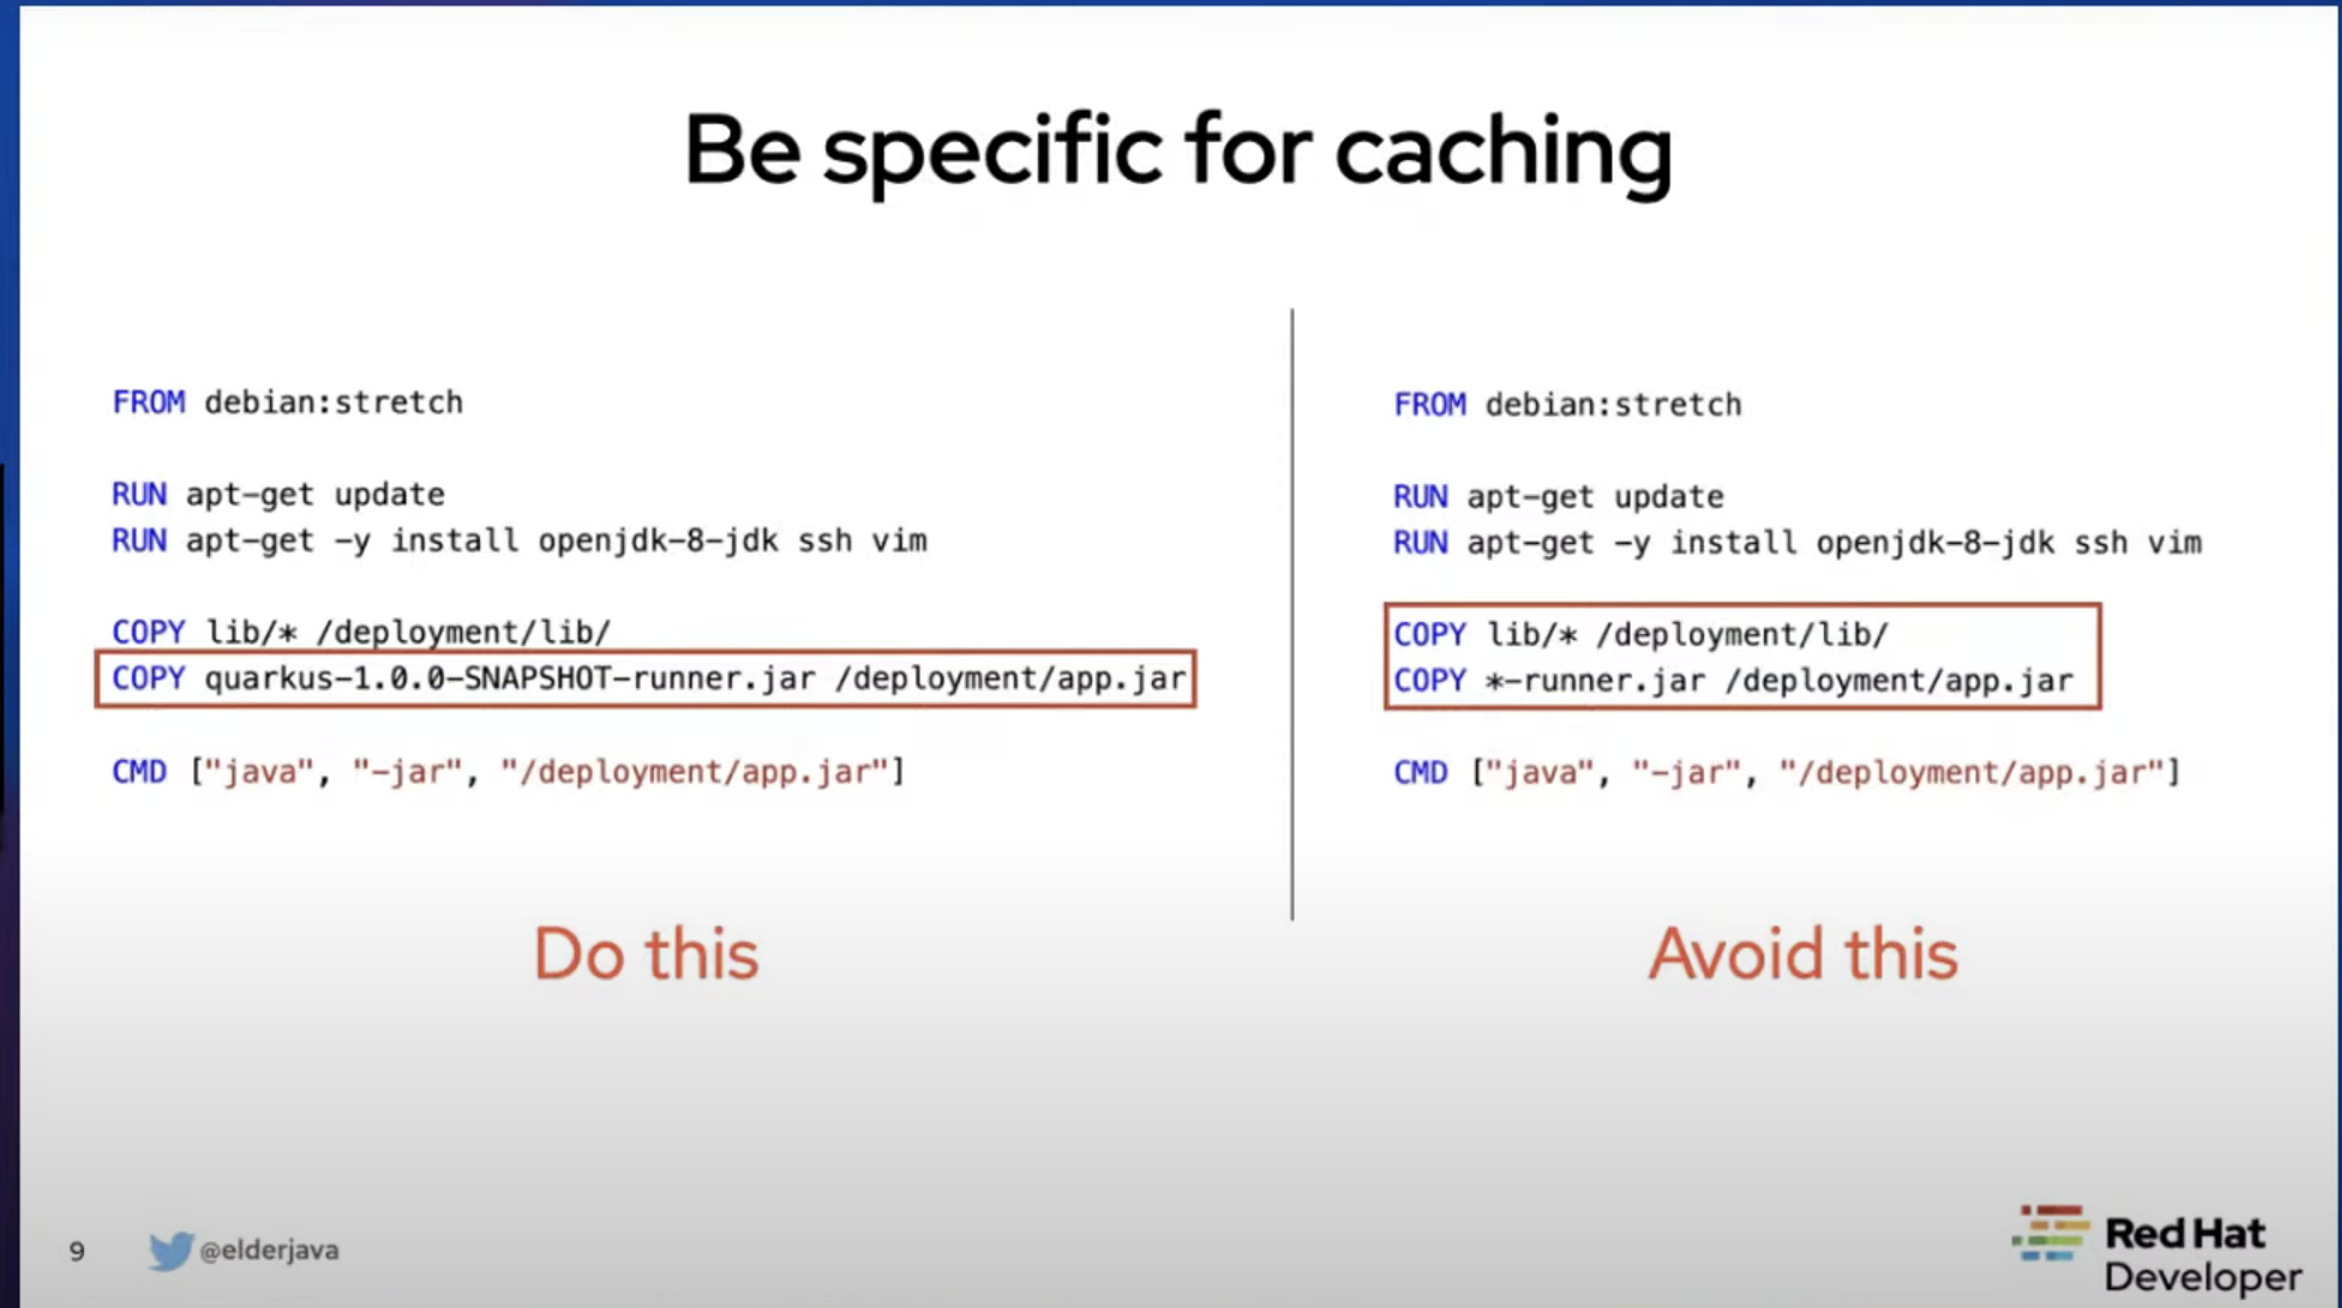 Be specific for caching
FROM debian:stretch
RUN apt-get update
RUN apt-get -y install openjdk-8-jdk ssh vim
COPY lib/* /deployment/lib/
COPY quarkus-1.0.0-SNAPSHOT-runner.jar /deployment/app.jar
CMD ["java", "-jar", "/deployment/app.jar"]
Do this
FROM debian:stretch
RUN apt-get update
RUN apt-get -y install openjdk-8-jdk ssh vim
COPY lib/* /deployment/lib/
COPY *-runner.jar /deployment/app.jar
CMD ["java", "-jar", "/deployment/app.jar"]
Avoid this
9
@elderjava
Red Hat
Developer